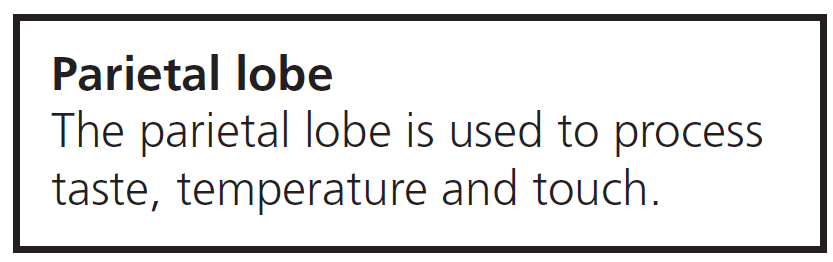 Parietal lobe
The parietal lobe is used to process
taste, temperature and touch.